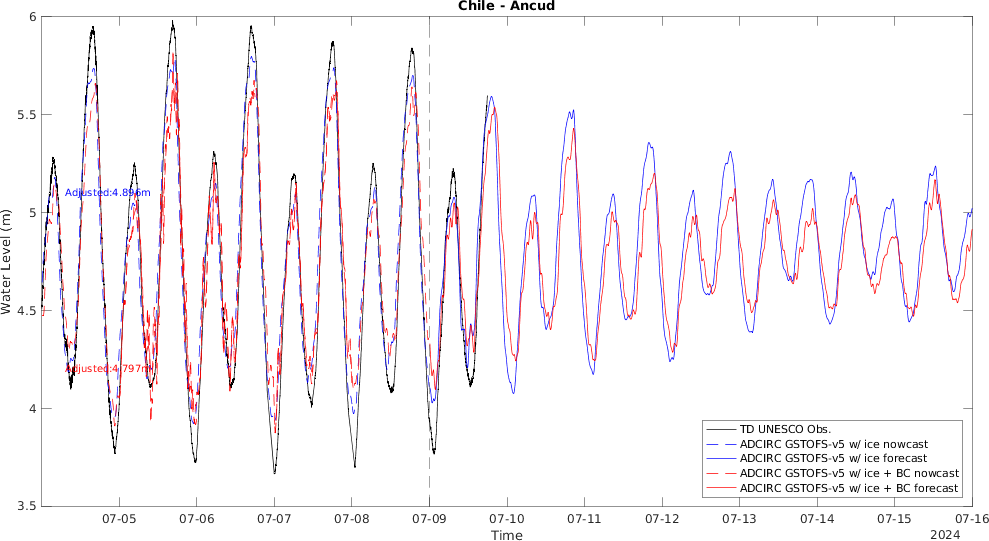 Chile - Ancud
6
5.5
5
4.5
4
3.5
Water Level (m)
Adjusted:4.896m
Adjusted:4.797m
TD UNESCO Obs.
ADCIRC GSTOFS-v5 w/ ice nowcast
ADCIRC GSTOFS-v5 w/ ice forecast
ADCIRC GSTOFS-v5 w/ ice + BC nowcast
ADCIRC GSTOFS-v5 w/ ice + BC forecast
07-05 07-06 07-07 07-08 07-09 07-10 07-11 07-12 07-13 07-14 07-15 07-16
Time
2024